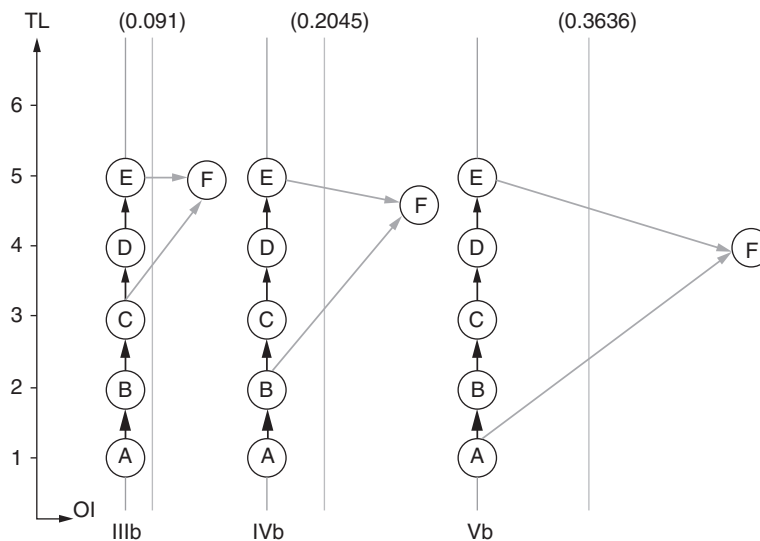 TL (0.091) (0.2045) (0.3636)
6
5 E F E E
F
4 D D D F
3 C C C
2 B B B
1 A A A
OI
IIIb IVb Vb